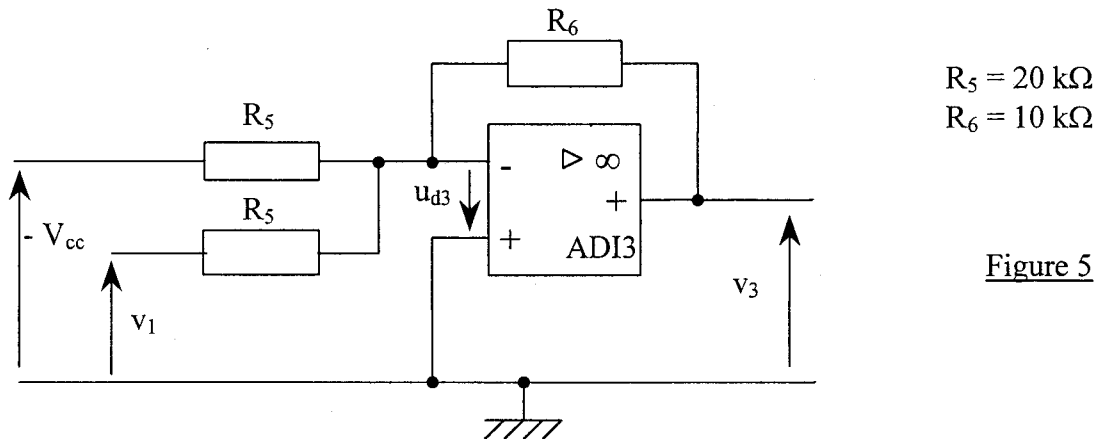 R6
R5 = 20 kΩ
R6 = 10 kΩ
R5
- ▷ ∞
ud3
R5
+
+ ADI3
- Vcc
v1
v3
Figure 5